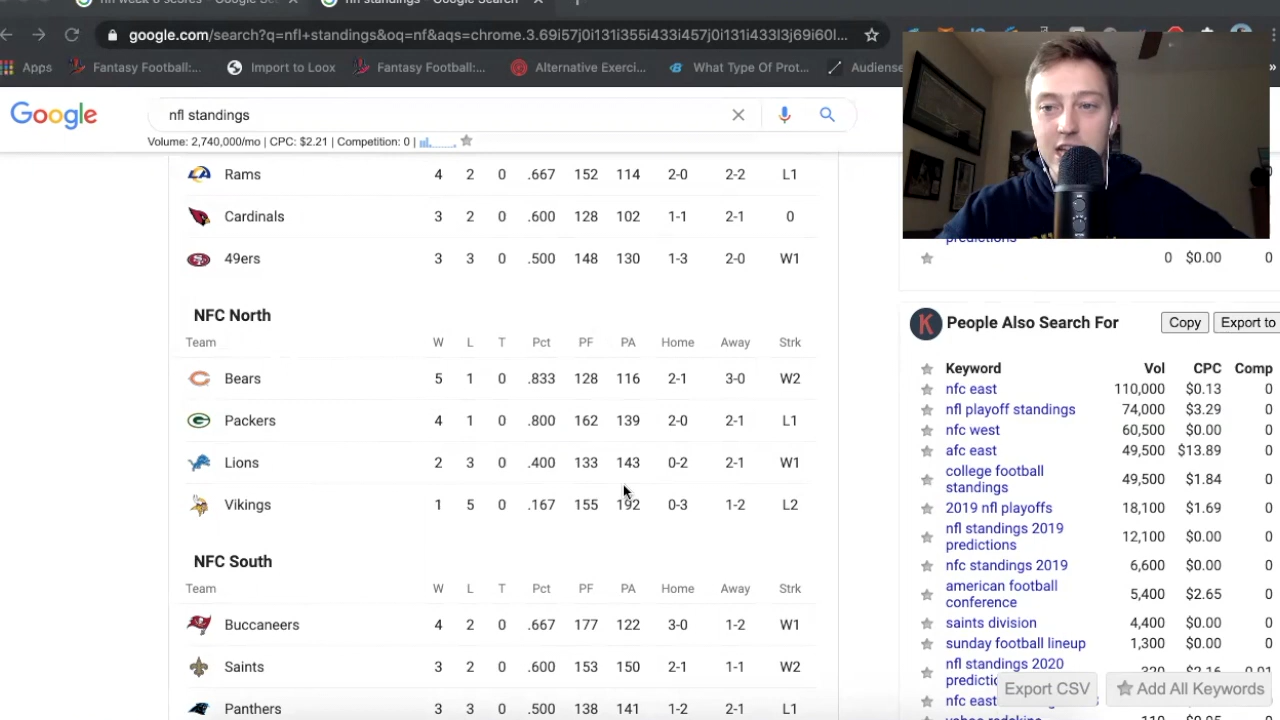 nfl standings - Google Search
google.com/search?q=nfl+standings&oq=nf&aqs=chrome.3.69i57j0i131i355i433i457j0i131i433l3j69i60l...
Apps Fantasy Football:... Import to Loox Fantasy Football:... Alternative Exerci... What Type Of Prot... Audiense
Google nfl standings
Volume: 2,740,000/mo | CPC: $2.21 | Competition: 0 |
Rams 4 2 0 .667 152 114 2-0 2-2 L1
Cardinals 3 2 0 .600 128 102 1-1 2-1 0
49ers 3 3 0 .500 148 130 1-3 2-0 W1
NFC North
Team W L T Pct PF PA Home Away Strk
Bears 5 1 0 .833 128 116 2-1 3-0 W2
Packers 4 1 0 .800 162 139 2-0 2-1 L1
Lions 2 3 0 .400 133 143 0-2 2-1 W1
Vikings 1 5 0 .167 155 192 0-3 1-2 L2
NFC South
Team W L T Pct PF PA Home Away Strk
Buccaneers 4 2 0 .667 177 122 3-0 1-2 W1
Saints 3 2 0 .600 153 150 2-1 1-1 W2
Panthers 3 3 0 .500 138 141 1-2 2-1 L1
predictions
0 $0.00 0
K People Also Search For Copy Export to
Keyword Vol CPC Comp
nfc east 110,000 $0.13 0
nfl playoff standings 74,000 $3.29 0
nfc west 60,500 $0.00 0
afc east 49,500 $13.89 0
college football
standings 49,500 $1.84 0
2019 nfl playoffs 18,100 $1.69 0
nfl standings 2019
predictions 12,100 $0.00 0
nfc standings 2019 6,600 $0.00 0
american football
conference 5,400 $2.65 0
saints division 4,400 $0.00 0
sunday football lineup 1,300 $0.00 0
nfl standings 2020
Export CSV Add All Keywords
nfc east